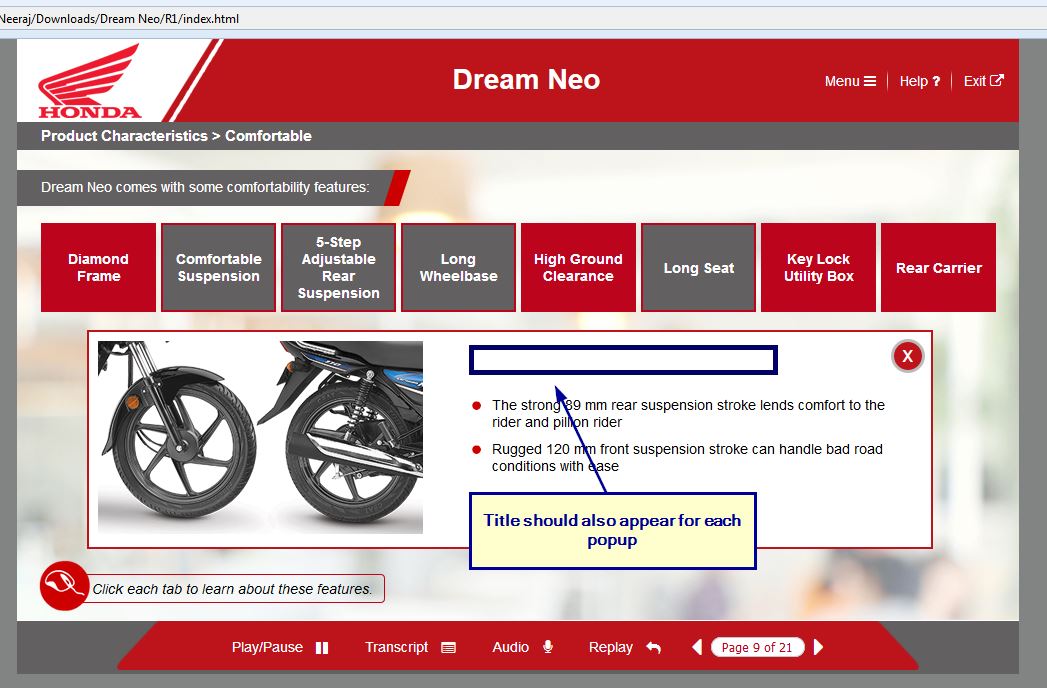 Neeraj/Downloads/Dream Neo/R1/index.html
HONDA
Dream Neo
Menu
Help ?
Exit
Product Characteristics > Comfortable
Dream Neo comes with some comfortability features:
Diamond
Frame
Comfortable
Suspension
5-Step
Adjustable
Rear
Suspension
Long
Wheelbase
High Ground
Clearance
Long Seat
Key Lock
Utility Box
Rear Carrier
X
The strong 89 mm rear suspension stroke lends comfort to the
rider and pillion rider
Rugged 120 mm front suspension stroke can handle bad road
conditions with ease
Title should also appear for each
popup
Click each tab to learn about these features.
Play/Pause
Transcript
Audio
Replay
Page 9 of 21